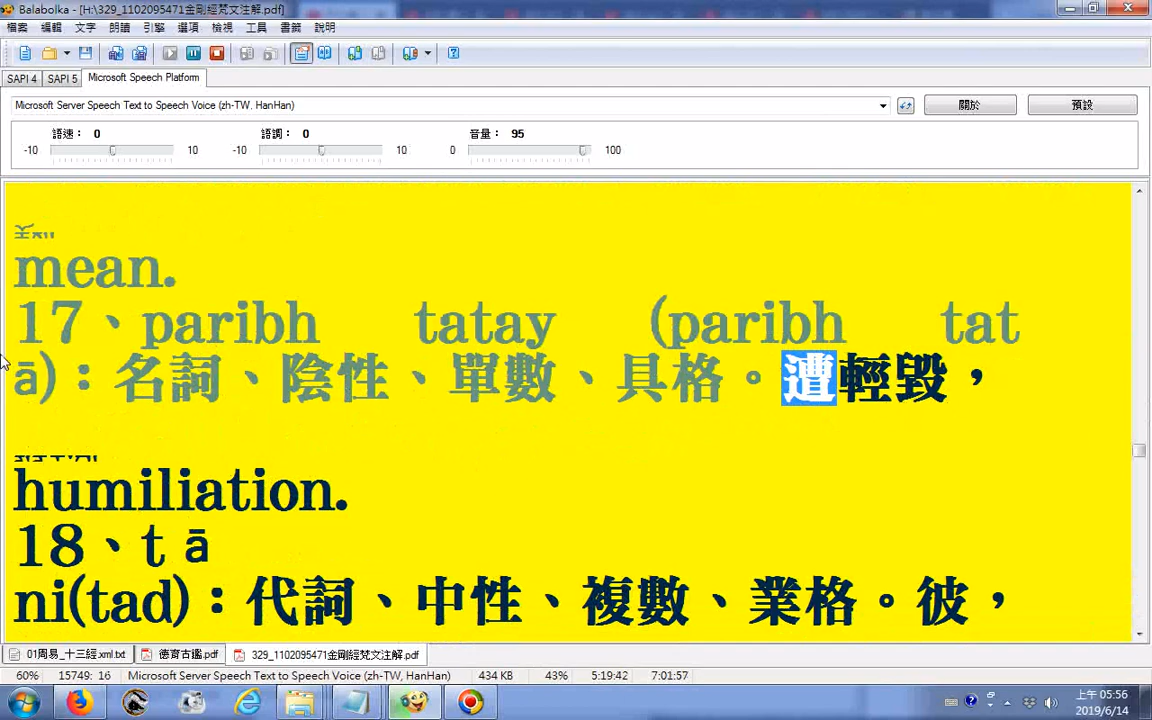 Balabolka - [H:\329_1102095471金剛經梵文注解.pdf]
檔案 編輯 文字 朗讀 引擎 選項 檢視 工具 書籤 說明
SAPI 4 SAPI 5 Microsoft Speech Platform
Microsoft Server Speech Text to Speech Voice (zh-TW, HanHan)
關於 預設
語速： 0 語調： 0 音量： 95
-10 10 -10 10 0 100
mean.
17、paribh tatay (paribh tat
ā)：名詞、陰性、單數、具格。遭輕毀，
humiliation.
18、t ā
ni(tad)：代詞、中性、複數、業格。彼，
01周易_十三經.xml.txt 德育古鑑.pdf 329_1102095471金剛經梵文注解.pdf
60% 15749: 16 Microsoft Server Speech Text to Speech Voice (zh-TW, HanHan) 434 KB 43% 5:19:42 7:01:57
上午 05:56
2019/6/14